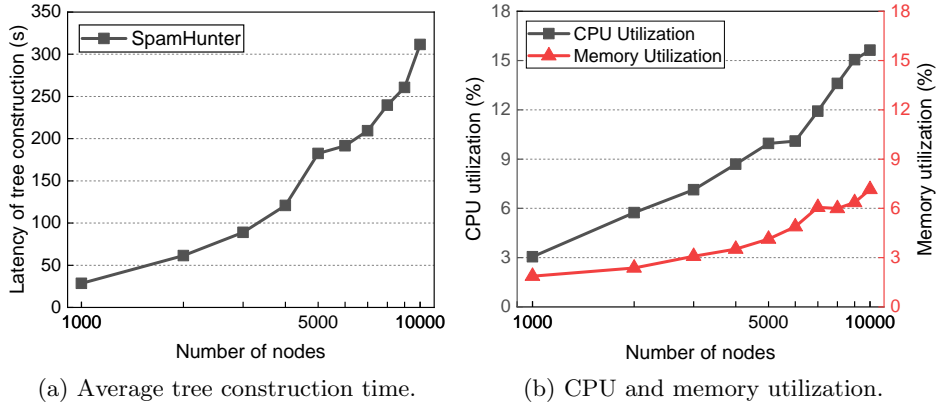 SpamHunter
Latency of tree construction (s)
350
300
250
200
150
100
50
0
1000
5000
10000
Number of nodes
(a) Average tree construction time.
CPU Utilization
Memory Utilization
CPU utilization (%)
18
15
12
9
6
3
0
18
15
12
9
6
3
0
Memory utilization (%)
1000
5000
10000
Number of nodes
(b) CPU and memory utilization.